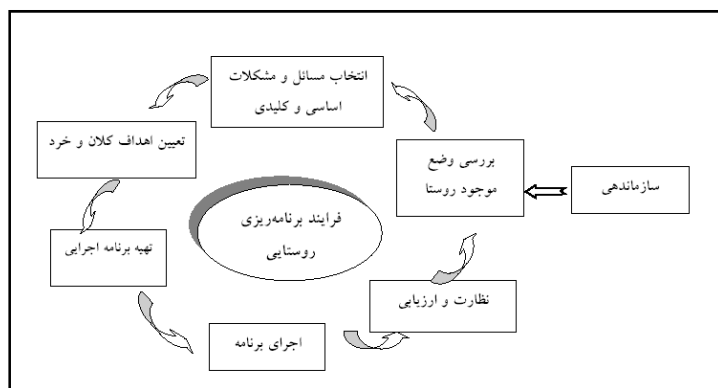 انتخاب مسائل و مشکلات
اساسی و کلیدی
تعیین اهداف کلان و خرد
بررسی وضع
موجود روستا
سازماندهی
فرایند برنامه‌ریزی
روستایی
تهیه برنامه اجرایی
نظارت و ارزیابی
اجرای برنامه